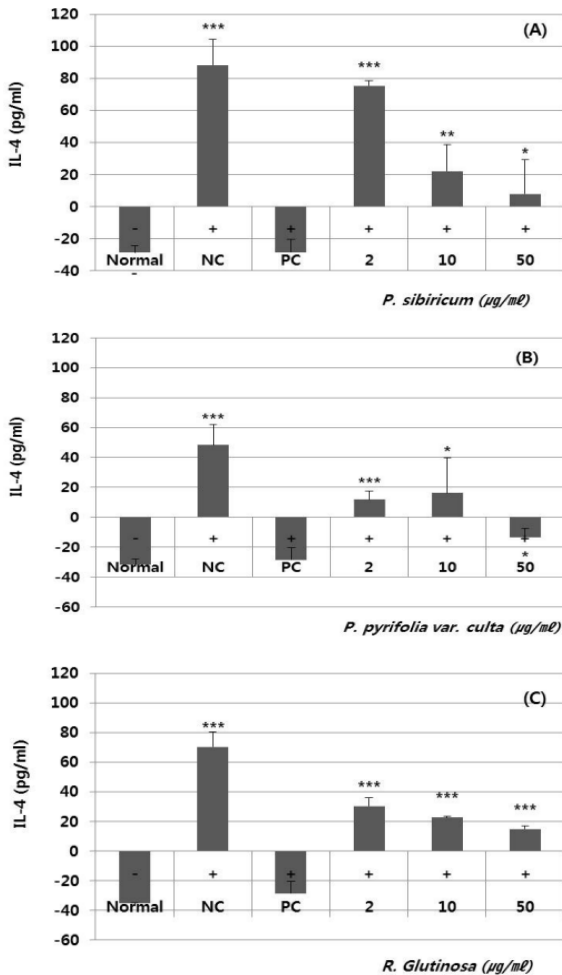 (A)
IL-4 (pg/ml)
120
100
80
60
40
20
0
-20
-40
*** *** ** *
- + + + + +
Normal NC PC 2 10 50
-
P. sibiricum (㎍/㎖)
(B)
IL-4 (pg/ml)
120
100
80
60
40
20
0
-20
-40
-60
*** *** * *
- + + + + +
Normal NC PC 2 10 50
P. pyrifolia var. culta (㎍/㎖)
(C)
IL-4 (pg/ml)
120
100
80
60
40
20
0
-20
-40
-60
*** *** *** ***
- + + + + +
Normal NC PC 2 10 50
R. Glutinosa (㎍/㎖)